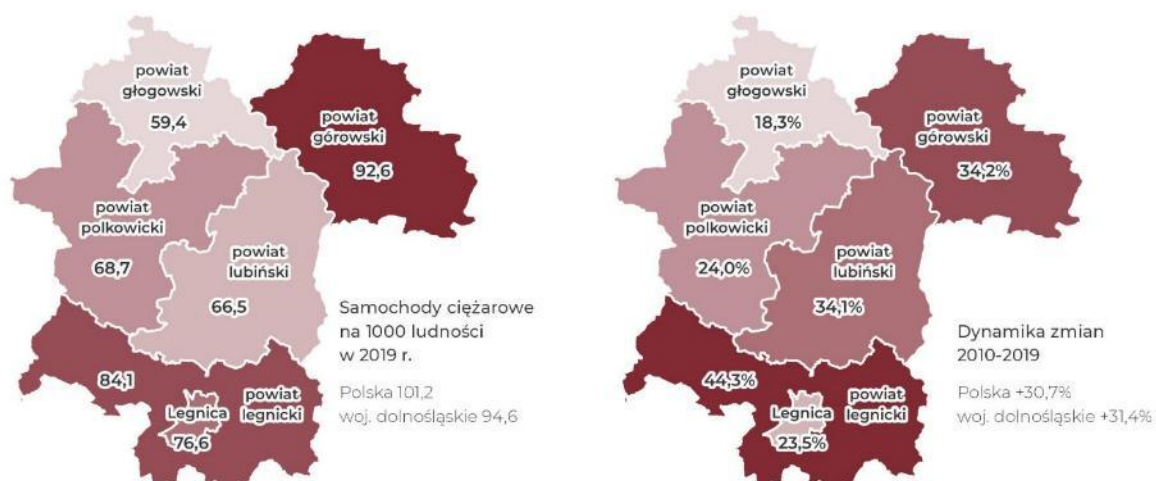 powiat
głogowski
59,4
powiat
górowski
92,6
powiat
polkowicki
68,7
powiat
lubiński
66,5
Samochody ciężarowe
na 1000 ludności
w 2019 r.
Polska 101,2
woj. dolnośląskie 94,6
84,1
powiat
legnicki
Legnica
76,6
powiat
głogowski
18,3%
powiat
górowski
34,2%
powiat
polkowicki
24,0%
powiat
lubiński
34,1%
Dynamika zmian
2010-2019
Polska +30,7%
woj. dolnośląskie +31,4%
44,3%
powiat
legnicki
Legnica
23,5%